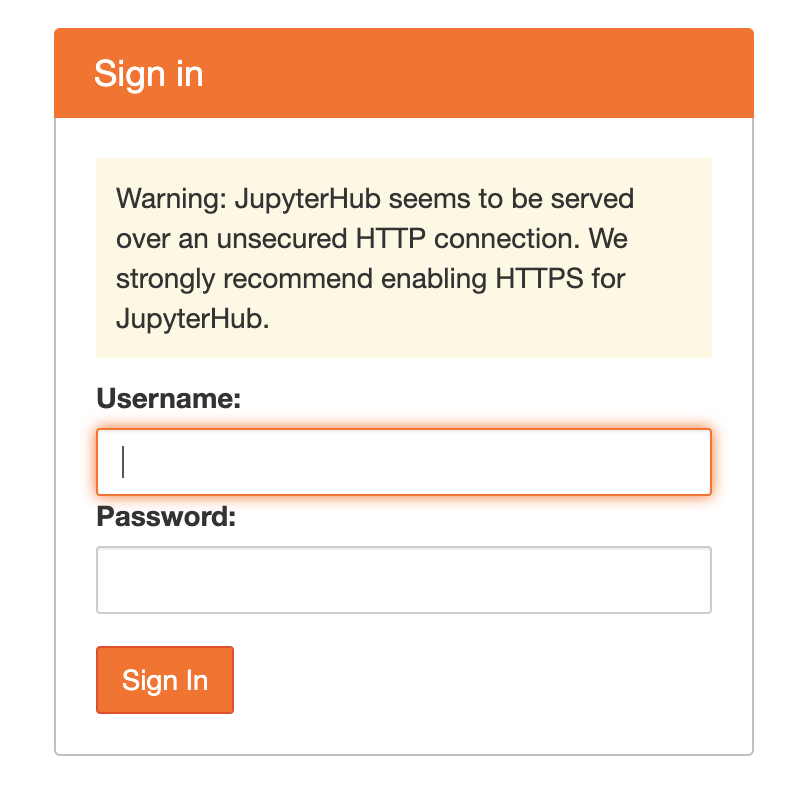 Sign in
Warning: JupyterHub seems to be served
over an unsecured HTTP connection. We
strongly recommend enabling HTTPS for
JupyterHub.
Username:
Password:
Sign In